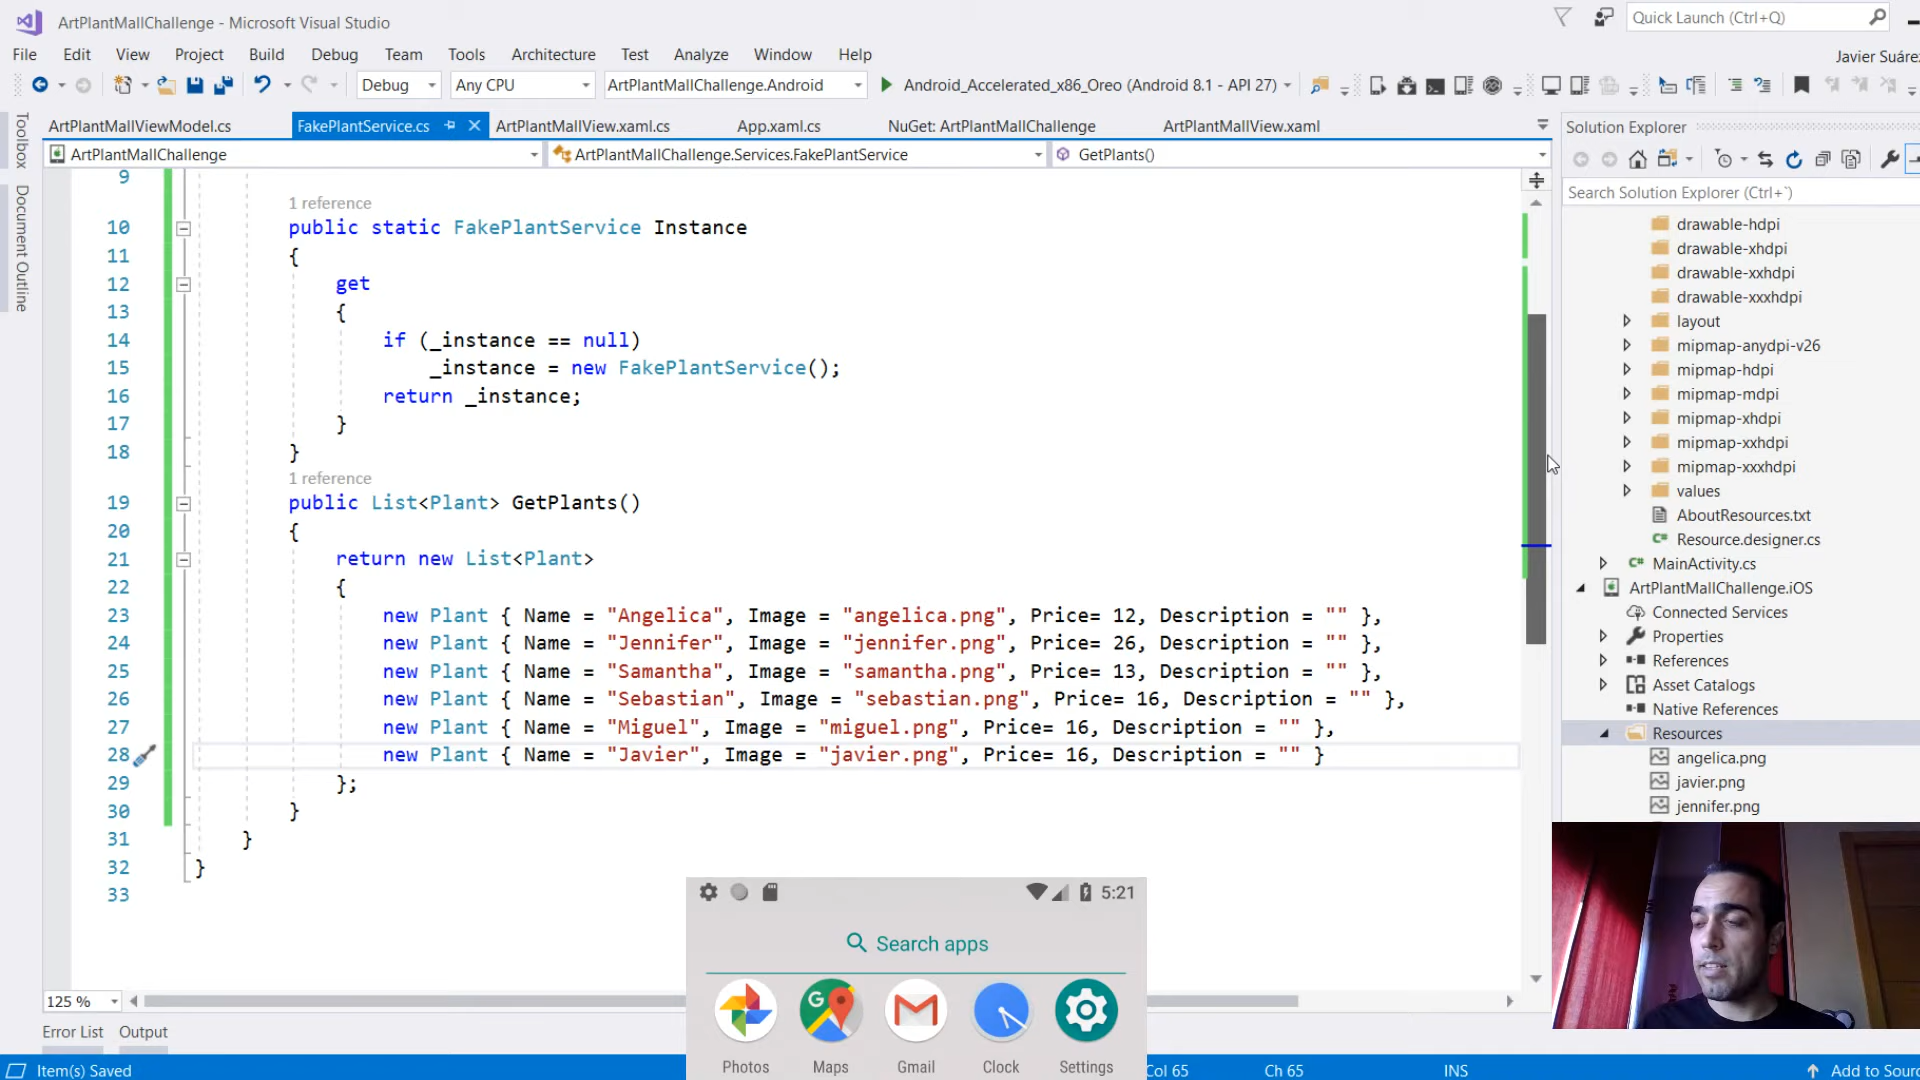 ArtPlantMallChallenge - Microsoft Visual Studio
Quick Launch (Ctrl+Q)
File Edit View Project Build Debug Team Tools Architecture Test Analyze Window Help
Javier Suáre
Debug Any CPU ArtPlantMallChallenge.Android Android_Accelerated_x86_Oreo (Android 8.1 - API 27)
Toolbox
Document Outline
ArtPlantMallViewModel.cs FakePlantService.cs ArtPlantMallView.xaml.cs App.xaml.cs NuGet: ArtPlantMallChallenge ArtPlantMallView.xaml
ArtPlantMallChallenge ArtPlantMallChallenge.Services.FakePlantService GetPlants()
9
1 reference
10 public static FakePlantService Instance
11 {
12 get
13 {
14 if (_instance == null)
15 _instance = new FakePlantService();
16 return _instance;
17 }
18 }
1 reference
19 public List<Plant> GetPlants()
20 {
21 return new List<Plant>
22 {
23 new Plant { Name = "Angelica", Image = "angelica.png", Price= 12, Description = "" },
24 new Plant { Name = "Jennifer", Image = "jennifer.png", Price= 26, Description = "" },
25 new Plant { Name = "Samantha", Image = "samantha.png", Price= 13, Description = "" },
26 new Plant { Name = "Sebastian", Image = "sebastian.png", Price= 16, Description = "" },
27 new Plant { Name = "Miguel", Image = "miguel.png", Price= 16, Description = "" },
28 new Plant { Name = "Javier", Image = "javier.png", Price= 16, Description = "" }
29 };
30 }
31 }
32 }
33
125 %
Error List Output
Item(s) Saved
Col 65 Ch 65 INS
Add to Sourc
Solution Explorer
Search Solution Explorer (Ctrl+`)
drawable-hdpi
drawable-xhdpi
drawable-xxhdpi
drawable-xxxhdpi
layout
mipmap-anydpi-v26
mipmap-hdpi
mipmap-mdpi
mipmap-xhdpi
mipmap-xxhdpi
mipmap-xxxhdpi
values
AboutResources.txt
Resource.designer.cs
MainActivity.cs
ArtPlantMallChallenge.iOS
Connected Services
Properties
References
Asset Catalogs
Native References
Resources
angelica.png
javier.png
jennifer.png
5:21
Search apps
Photos Maps Gmail Clock Settings